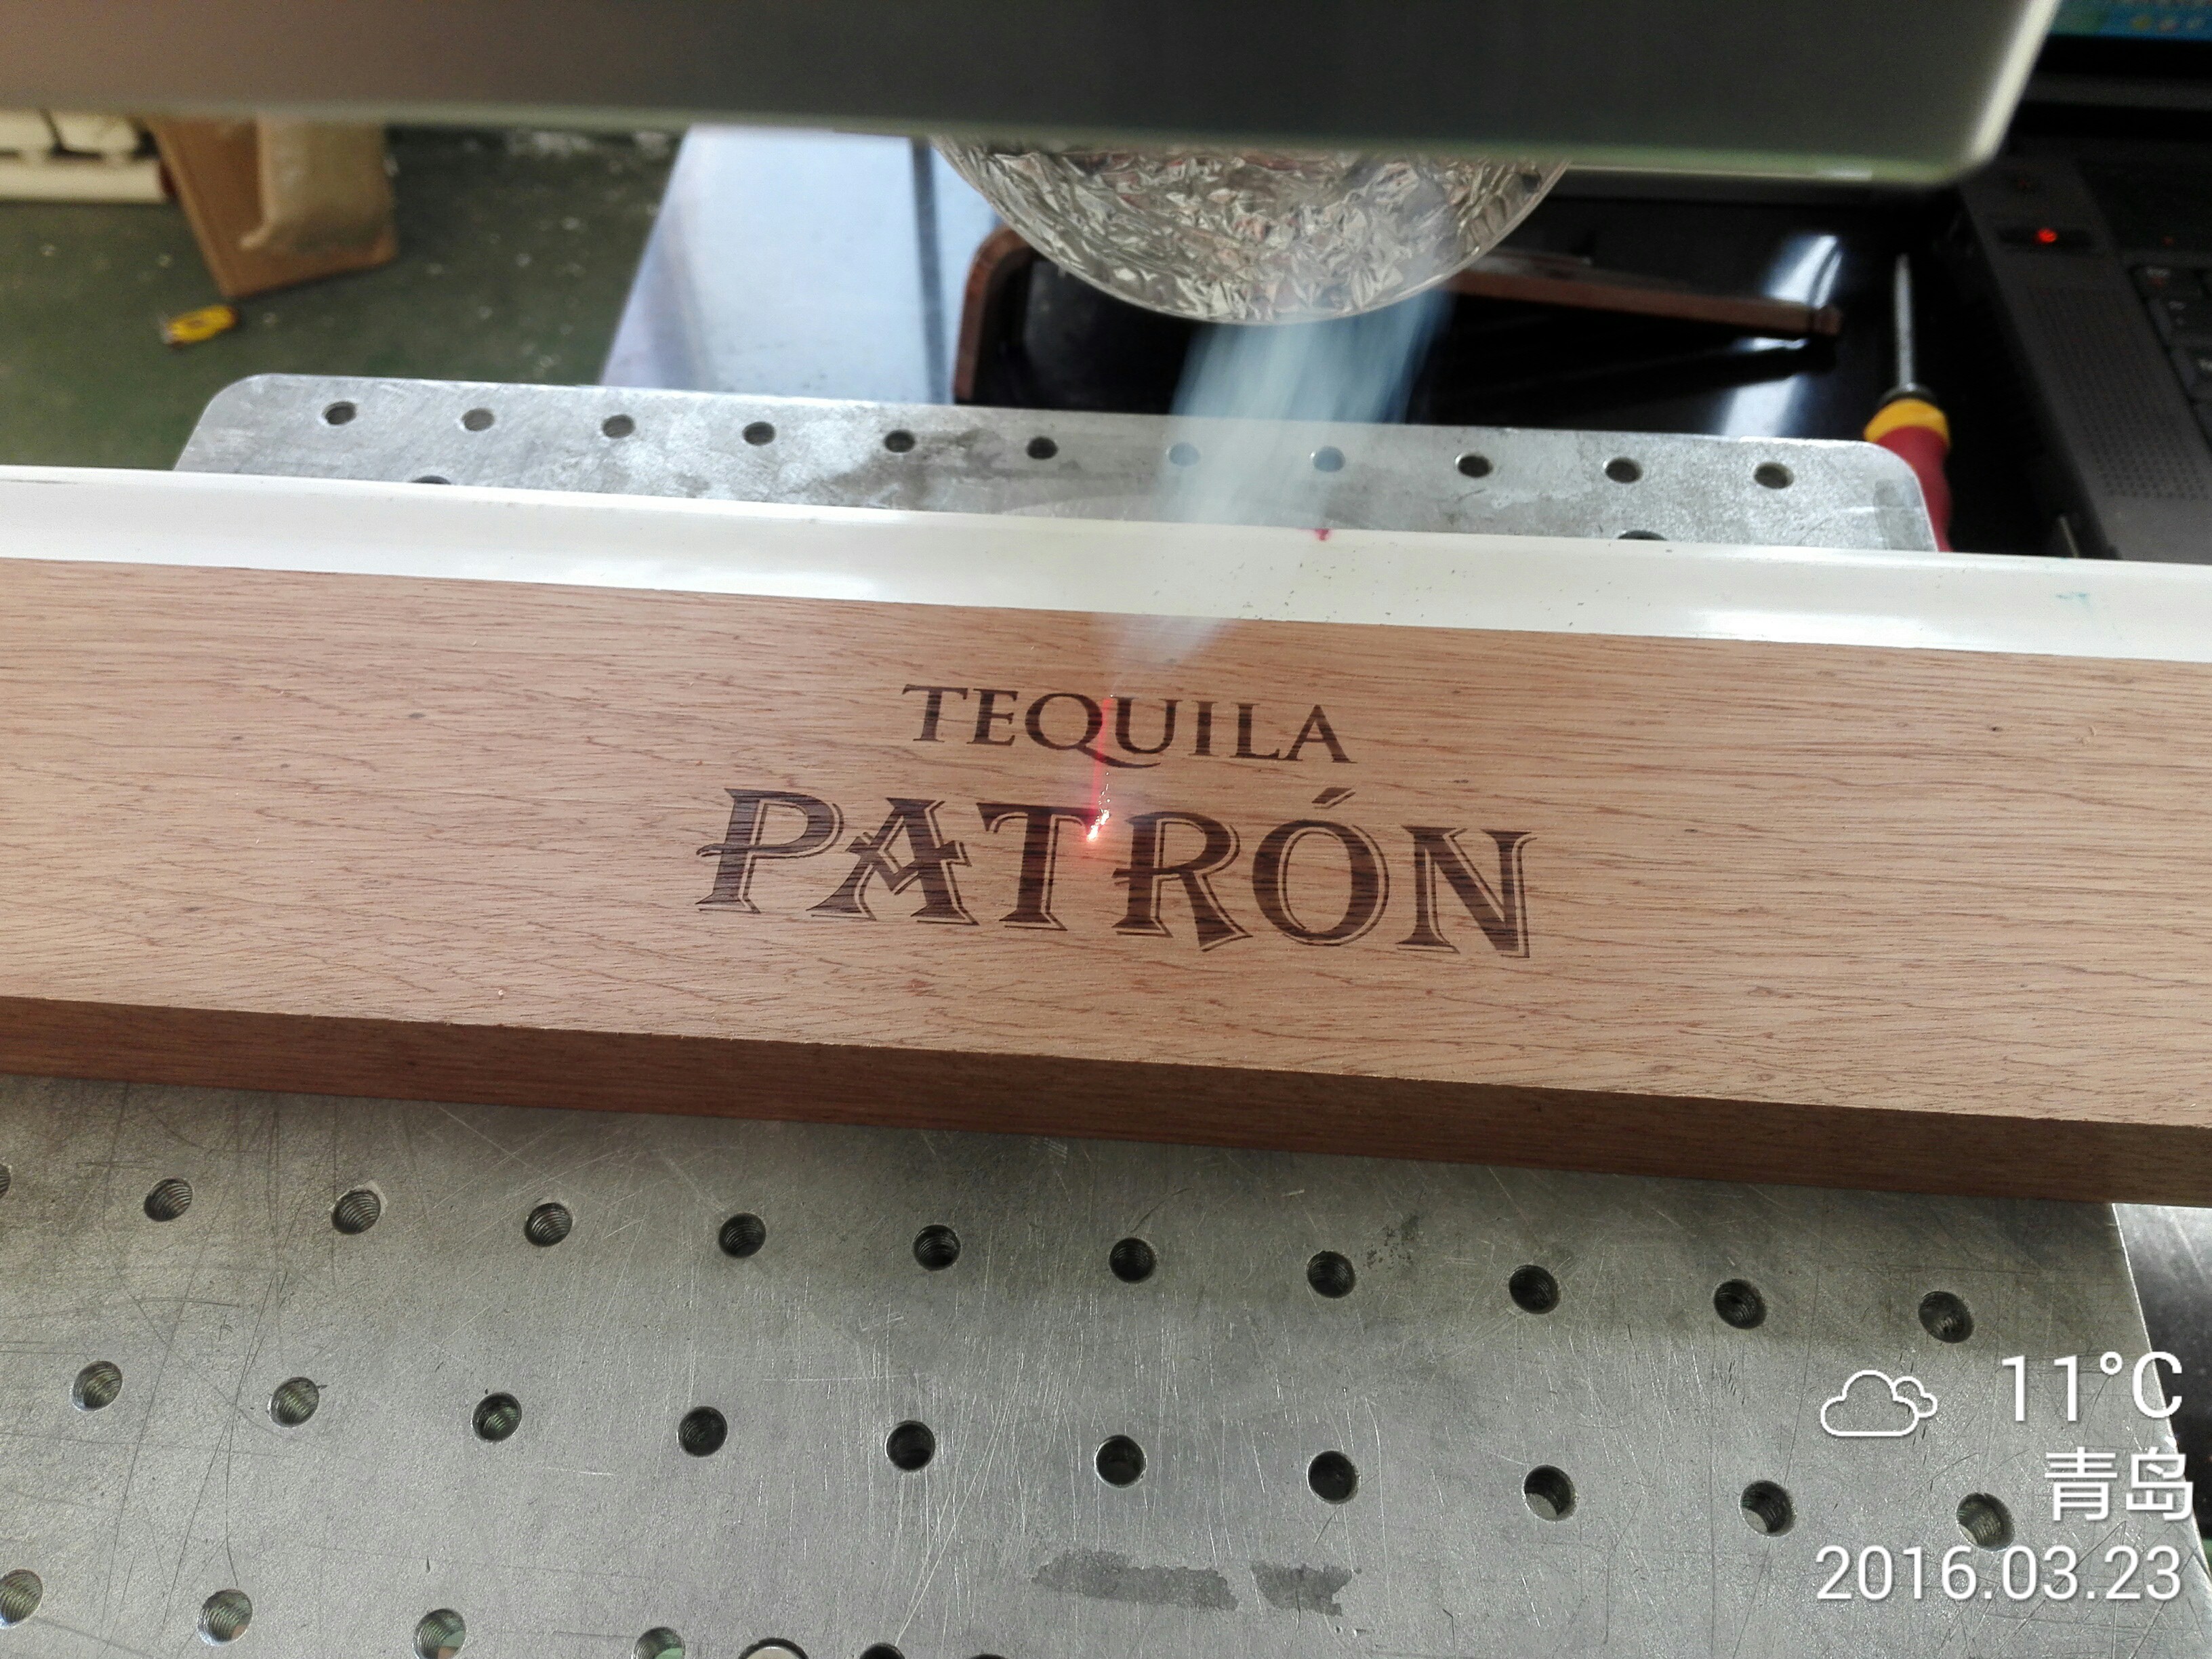 TEQUILA
PATRÓN
11°C
青岛
2016.03.23